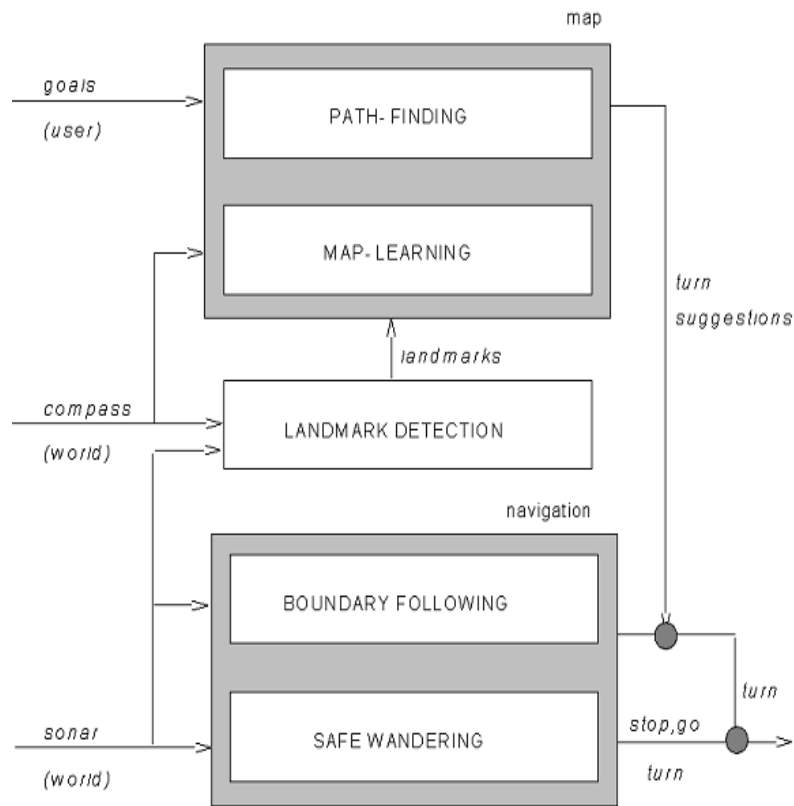 map
goals
(user)
PATH-FINDING
MAP-LEARNING
turn
suggestions
landmarks
compass
(world)
LANDMARK DETECTION
navigation
BOUNDARY FOLLOWING
turn
sonar
(world)
SAFE WANDERING
stop,go
turn